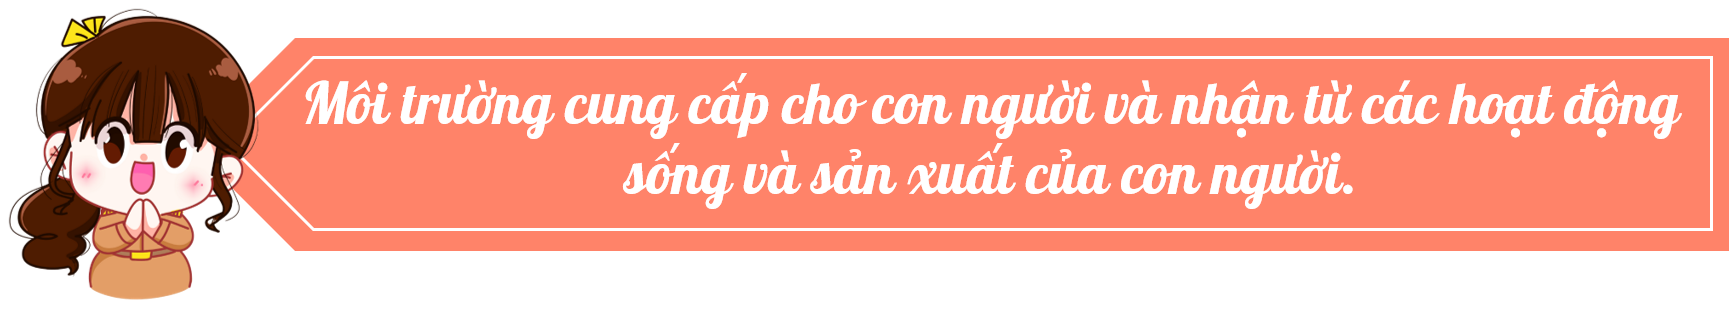 Môi trường cung cấp cho con người và nhận từ các hoạt động
sống và sản xuất của con người.